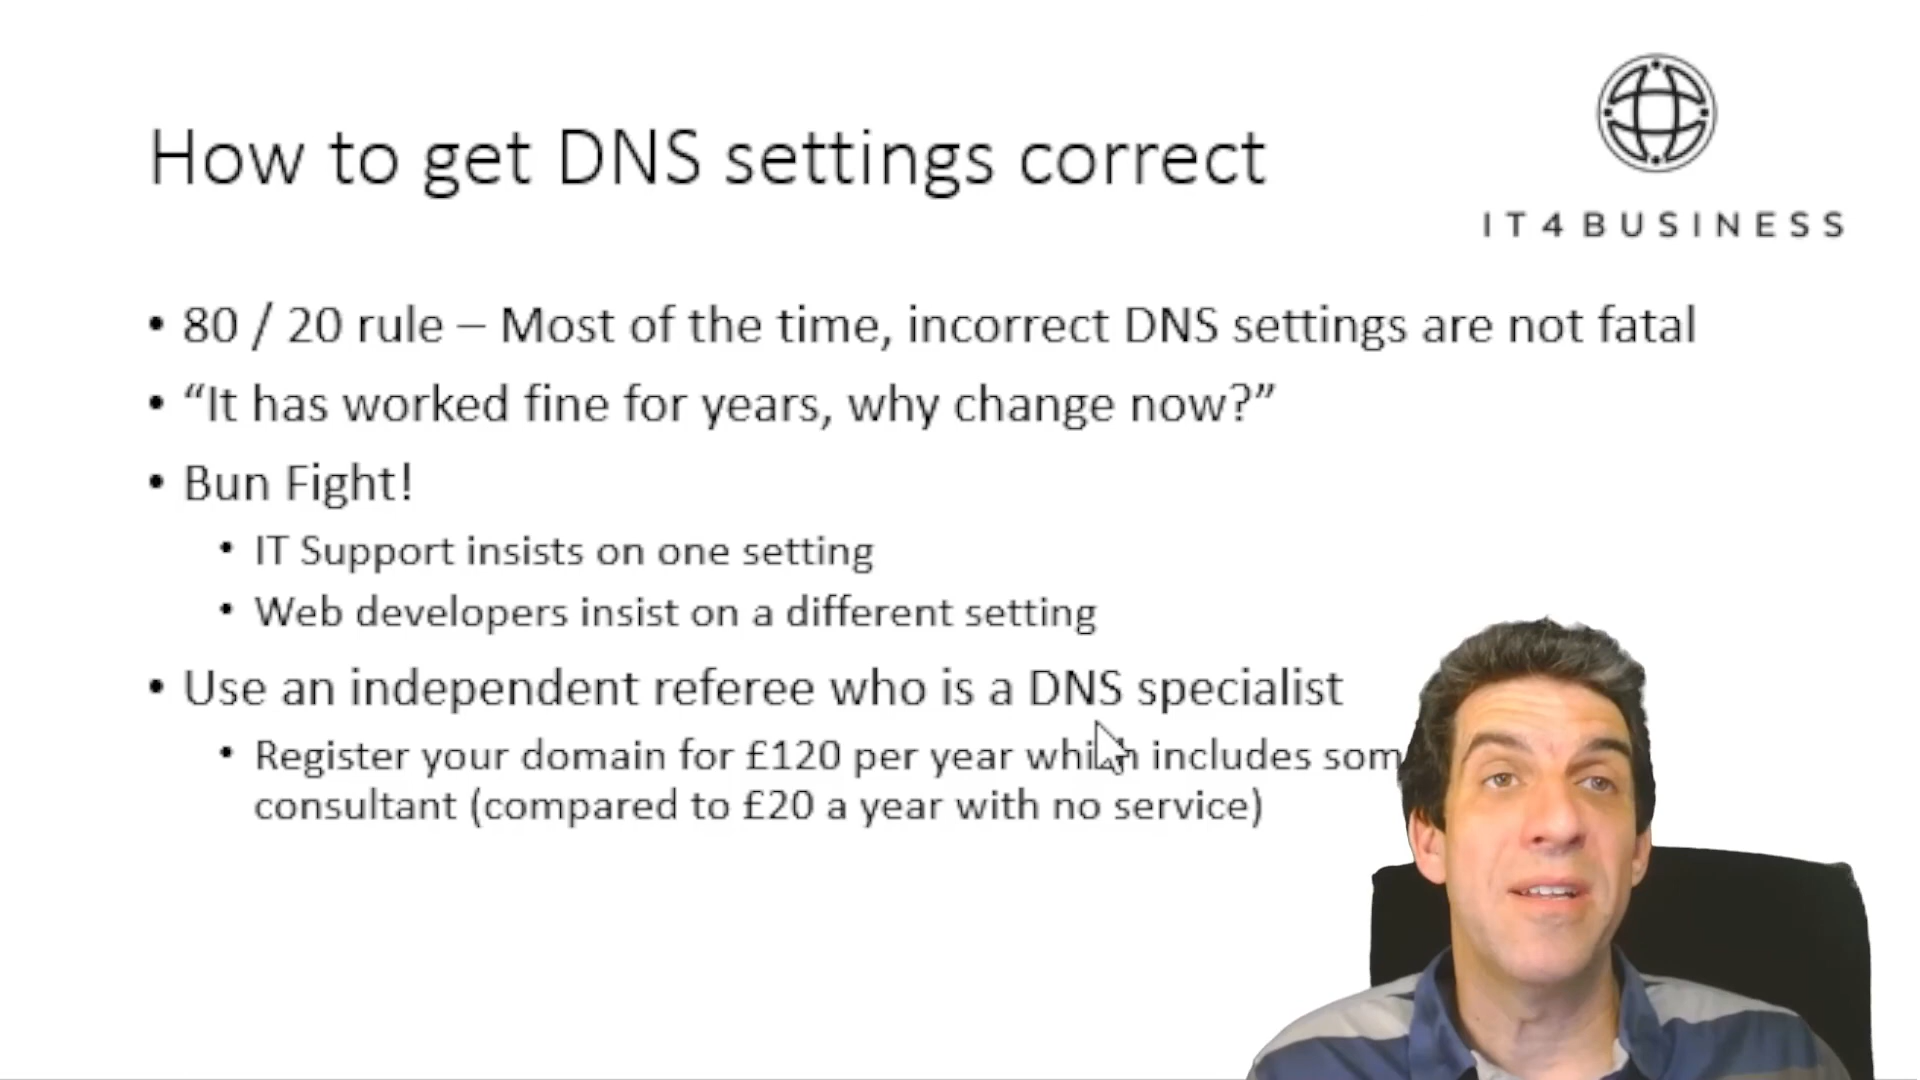 How to get DNS settings correct
IT4BUSINESS
• 80 / 20 rule – Most of the time, incorrect DNS settings are not fatal
• “It has worked fine for years, why change now?”
• Bun Fight!
• IT Support insists on one setting
• Web developers insist on a different setting
• Use an independent referee who is a DNS specialist
• Register your domain for £120 per year which includes som
consultant (compared to £20 a year with no service)